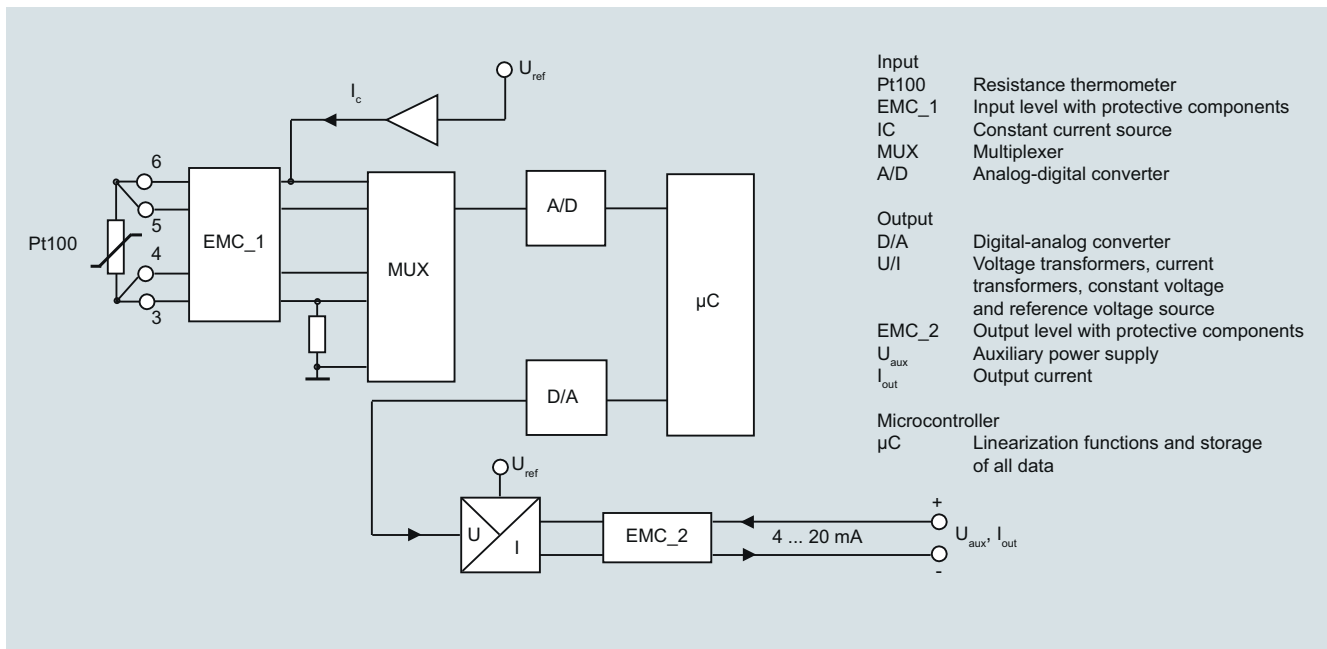 U_ref
I_c
6
5
Pt100
4
3
EMC_1
MUX
A/D
µC
D/A
U_ref
U
I
EMC_2
4 ... 20 mA
+
U_aux, I_out
-
Input
Pt100 Resistance thermometer
EMC_1 Input level with protective components
IC Constant current source
MUX Multiplexer
A/D Analog-digital converter
Output
D/A Digital-analog converter
U/I Voltage transformers, current
transformers, constant voltage
and reference voltage source
EMC_2 Output level with protective components
U_aux Auxiliary power supply
I_out Output current
Microcontroller
µC Linearization functions and storage
of all data